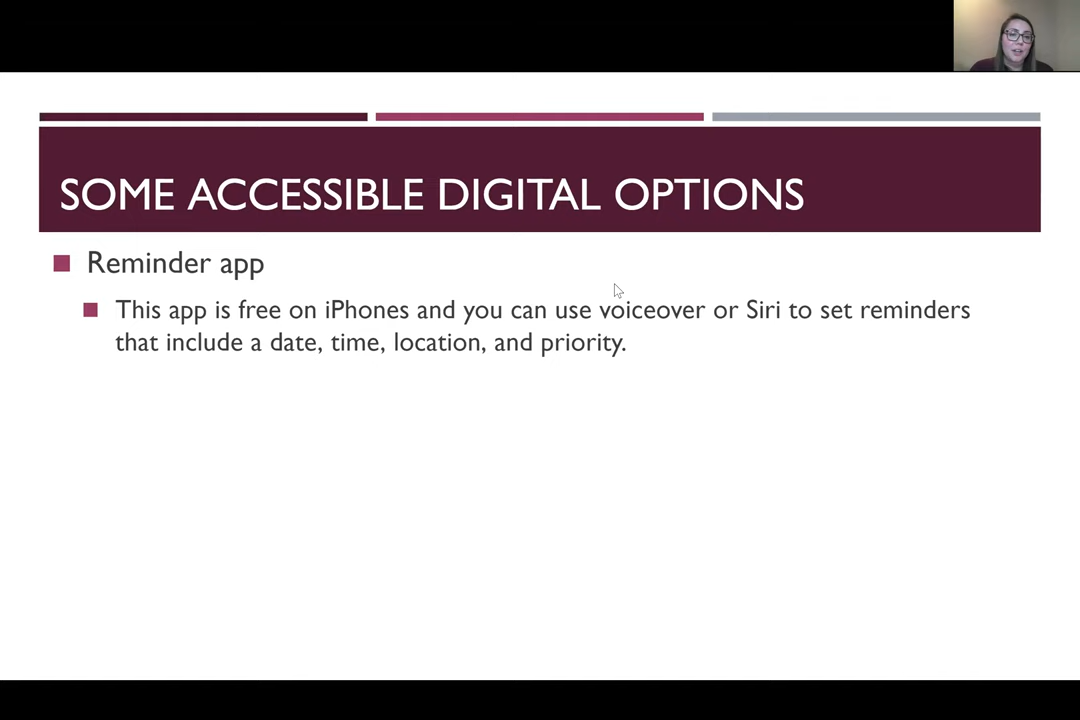 SOME ACCESSIBLE DIGITAL OPTIONS
Reminder app
This app is free on iPhones and you can use voiceover or Siri to set reminders
that include a date, time, location, and priority.